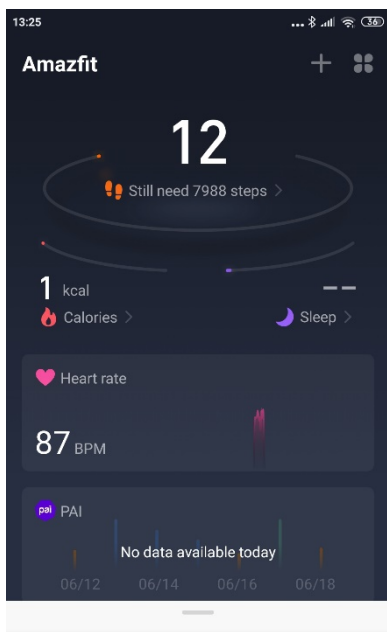 13:25
36
Amazfit
12
Still need 7988 steps
1 kcal
--
Calories
Sleep
Heart rate
87 BPM
pai PAI
No data available today
06/12 06/14 06/16 06/18